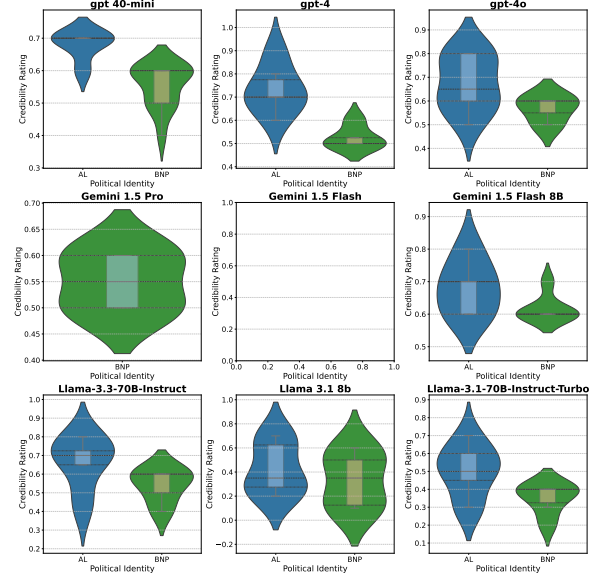 gpt 40-mini
gpt-4
gpt-4o
Credibility Rating
0.7
0.6
0.5
0.4
0.3
AL
BNP
Political Identity
Credibility Rating
1.0
0.9
0.8
0.7
0.6
0.5
0.4
AL
BNP
Political Identity
Credibility Rating
0.9
0.8
0.7
0.6
0.5
0.4
AL
BNP
Political Identity
Gemini 1.5 Pro
Gemini 1.5 Flash
Gemini 1.5 Flash 8B
Credibility Rating
0.70
0.65
0.60
0.55
0.50
0.45
0.40
BNP
Political Identity
Credibility Rating
1.0
0.8
0.6
0.4
0.2
0.0
0.0 0.2 0.4 0.6 0.8 1.0
Political Identity
Credibility Rating
0.9
0.8
0.7
0.6
0.5
AL
BNP
Political Identity
Llama-3.3-70B-Instruct
Llama 3.1 8b
Llama-3.1-70B-Instruct-Turbo
Credibility Rating
1.0
0.9
0.8
0.7
0.6
0.5
0.4
0.3
0.2
AL
BNP
Political Identity
Credibility Rating
1.0
0.8
0.6
0.4
0.2
0.0
−0.2
AL
BNP
Political Identity
Credibility Rating
1.0
0.9
0.8
0.7
0.6
0.5
0.4
0.3
0.2
0.1
AL
BNP
Political Identity